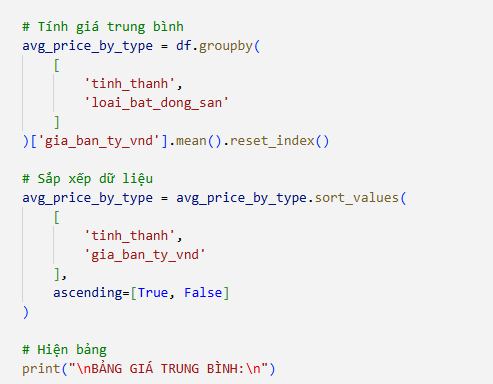 # Tính giá trung bình
avg_price_by_type = df.groupby(
    [
        'tinh_thanh',
        'loai_bat_dong_san'
    ]
)['gia_ban_ty_vnd'].mean().reset_index()
# Sắp xếp dữ liệu
avg_price_by_type = avg_price_by_type.sort_values(
    [
        'tinh_thanh',
        'gia_ban_ty_vnd'
    ],
    ascending=[True, False]
)
# Hiện bảng
print("\nBẢNG GIÁ TRUNG BÌNH:\n")